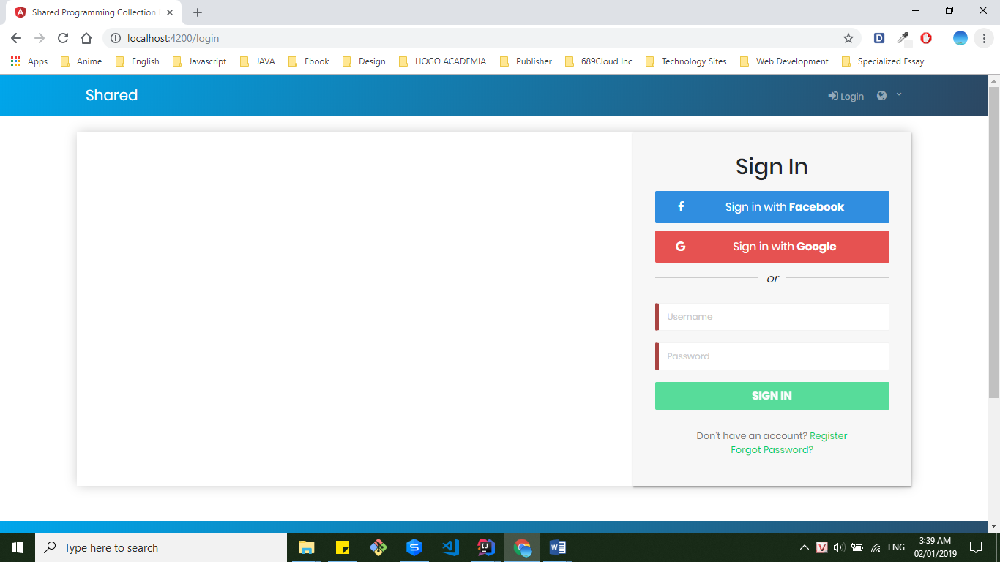 Shared Programming Collection
localhost:4200/login
Apps
Anime
English
Javascript
JAVA
Ebook
Design
HOGO ACADEMIA
Publisher
689Cloud Inc
Technology Sites
Web Development
Specialized Essay
Shared
Login
Sign In
Sign in with Facebook
Sign in with Google
or
Username
Password
SIGN IN
Don't have an account? Register
Forgot Password?
Type here to search
ENG
3:39 AM
02/01/2019